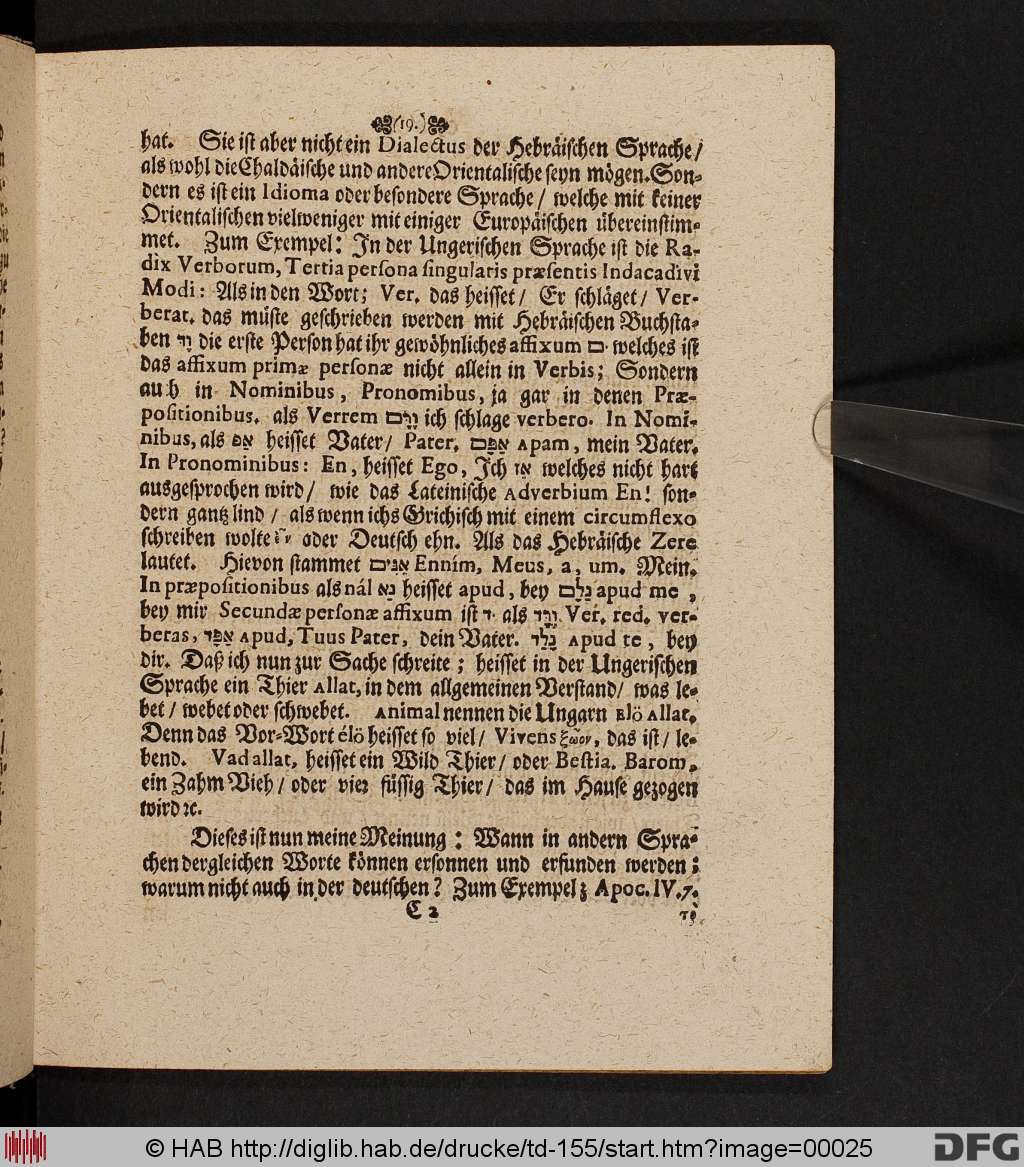 (19.)
hat. Sie ist aber nicht ein Dialectus der Hebräischen Sprache/
als wohl die Chaldäische und andere Orientalische seyn mögen. Son-
dern es ist ein Idioma oder besondere Sprache / welche mit keiner
Orientalischen vielweniger mit einiger Europäischen übereinstim-
met. Zum Exempel: In der Ungerischen Sprache ist die Ra-
dix Verborum, Tertia persona singularis præsentis Indacadivi
Modi: Als in den Wort; Ver. das heisset/ Er schläget/ Ver-
berat. das müste geschrieben werden mit Hebräischen Buchsta-
ben die erste Person hat ihr gewöhnliches affixum welches ist
das affixum primæ personæ nicht allein in Verbis; Sondern
auch in Nominibus, Pronomibus, ja gar in denen Præ-
positionibus. als Verrem ich schlage verbero. In Nomi-
nibus, als heisset Vater/ Pater. Apam, mein Vater.
In Pronominibus: En, heisset Ego, Ich welches nicht hart
ausgesprochen wird/ wie das Lateinische Adverbium En! son-
dern gantz lind / als wenn ichs Grichisch mit einem circumflexo
schreiben wolte oder Deutsch ehn. Als das Hebräische Zere
lautet. Hievon stammet Ennim, Meus, a, um. Mein.
In præpositionibus als nál heisset apud, bey apud me,
bey mir Secundæ personæ affixum ist als Ver. red. ver-
beras, Apud, Tuus Pater, dein Vater. Apud te, bey
dir. Daß ich nun zur Sache schreite; heisset in der Ungerischen
Sprache ein Thier Allat, in dem allgemeinen Verstand/ was le-
bet/ webet oder schwebet. Animal nennen die Ungarn Elö Allat.
Denn das Vor-Wort élö heisset so viel/ Vivens ξῶον, das ist/ le-
bend. Vad allat, heisset ein Wild Thier/ oder Bestia. Barom,
ein Zahm Vieh/ oder vier füssig Thier/ das im Hause gezogen
wird ꝛc.
Dieses ist nun meine Meinung: Wann in andern Spra-
chen dergleichen Worte können ersonnen und erfunden werden;
warum nicht auch in der deutschen? Zum Exempel; Apoc. IV. 7.
C 2 τὸ
© HAB http://diglib.hab.de/drucke/td-155/start.htm?image=00025
DFG